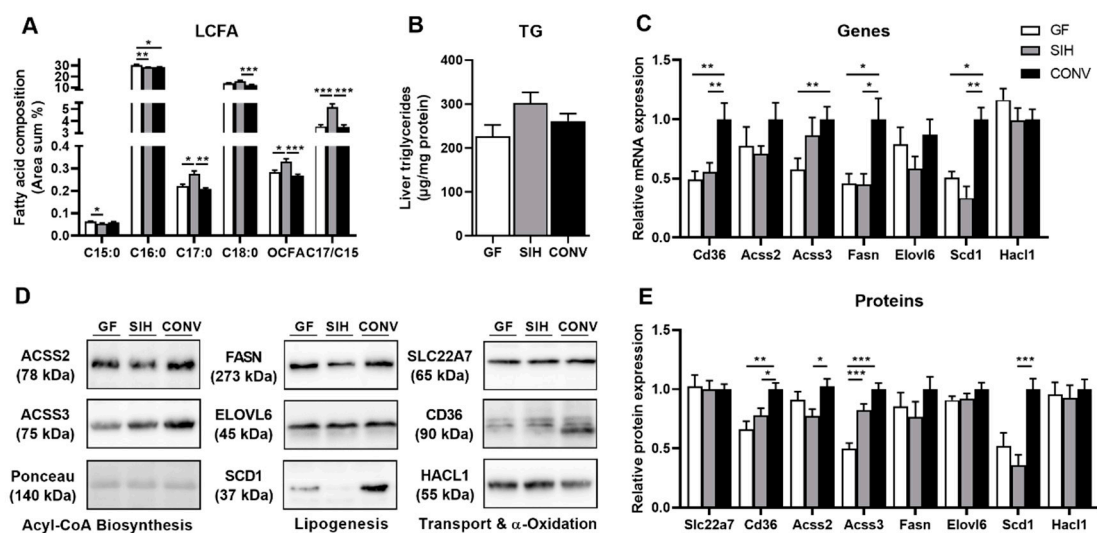 A
LCFA
Fatty acid composition
(Area sum %)
30
20
10
6
5
4
3
0.4
0.3
0.2
0.1
0.0
*
**
*
* **
***
* ***
*** ***
C15:0 C16:0 C17:0 C18:0 OCFA C17/C15
B
TG
Liver triglycerides
(µg/mg protein)
400
300
200
100
0
GF SIH CONV
C
Genes
GF
SIH
CONV
Relative mRNA expression
1.5
1.0
0.5
0.0
**
**
**
*
*
*
**
Cd36 Acss2 Acss3 Fasn Elovl6 Scd1 Hacl1
D
GF SIH CONV
ACSS2
(78 kDa)
ACSS3
(75 kDa)
Ponceau
(140 kDa)
Acyl-CoA Biosynthesis
GF SIH CONV
FASN
(273 kDa)
ELOVL6
(45 kDa)
SCD1
(37 kDa)
Lipogenesis
GF SIH CONV
SLC22A7
(65 kDa)
CD36
(90 kDa)
HACL1
(55 kDa)
Transport & α-Oxidation
E
Proteins
Relative protein expression
1.5
1.0
0.5
0.0
**
*
*
***
***
***
Slc22a7 Cd36 Acss2 Acss3 Fasn Elovl6 Scd1 Hacl1